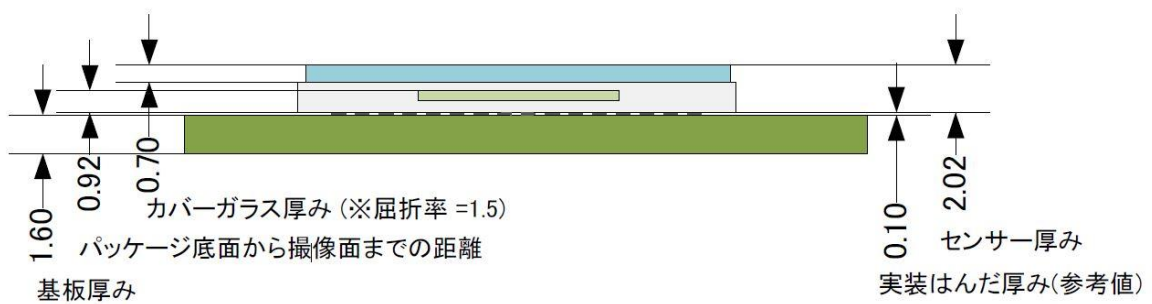 0.70
0.92
1.60
0.10
2.02
カバーガラス厚み (※屈折率 =1.5)
パッケージ底面から撮像面までの距離
センサー厚み
基板厚み
実装はんだ厚み(参考値)